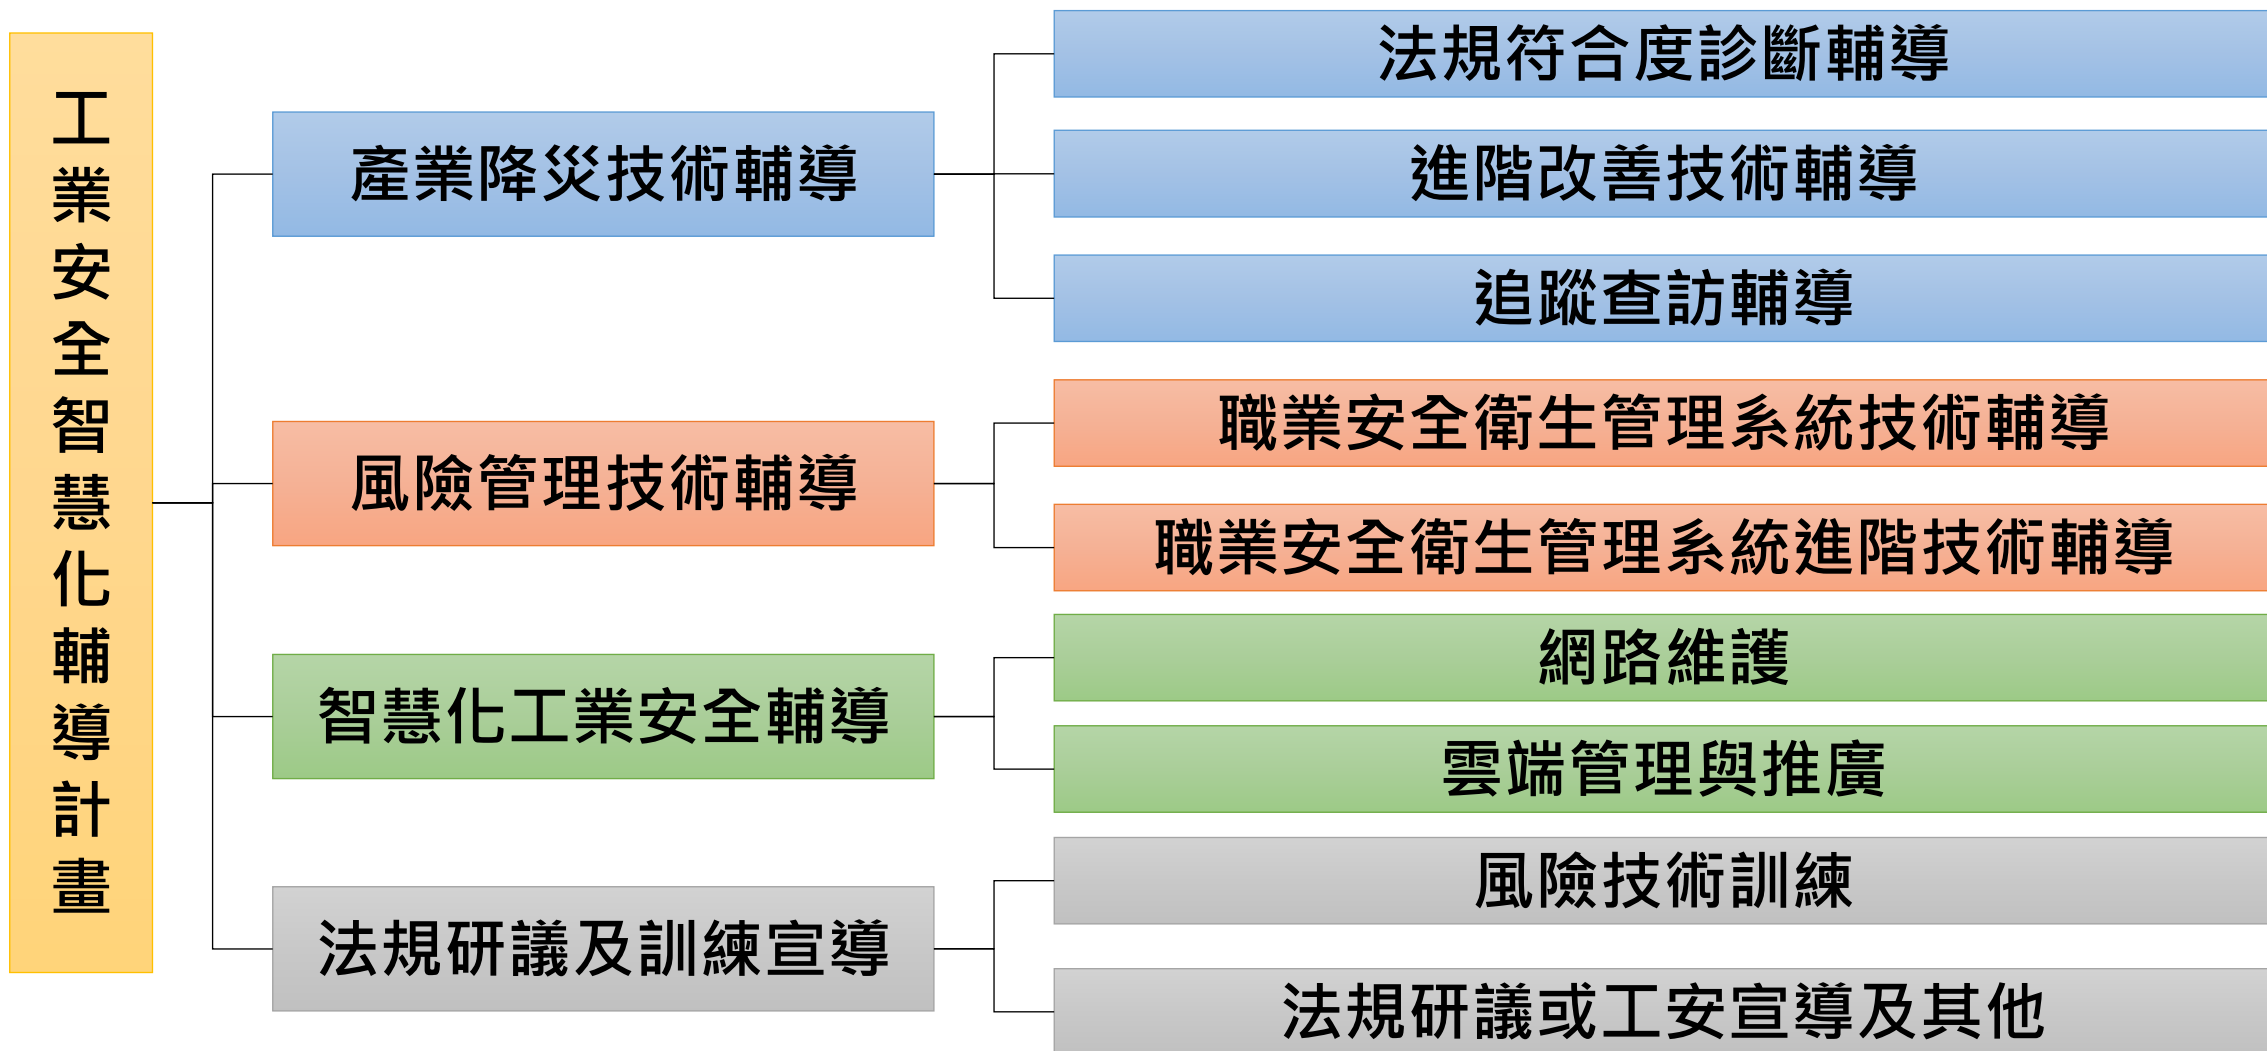 工業安全智慧化輔導計畫
產業降災技術輔導
法規符合度診斷輔導
進階改善技術輔導
追蹤查訪輔導
風險管理技術輔導
職業安全衛生管理系統技術輔導
職業安全衛生管理系統進階技術輔導
智慧化工業安全輔導
網路維護
雲端管理與推廣
法規研議及訓練宣導
風險技術訓練
法規研議或工安宣導及其他